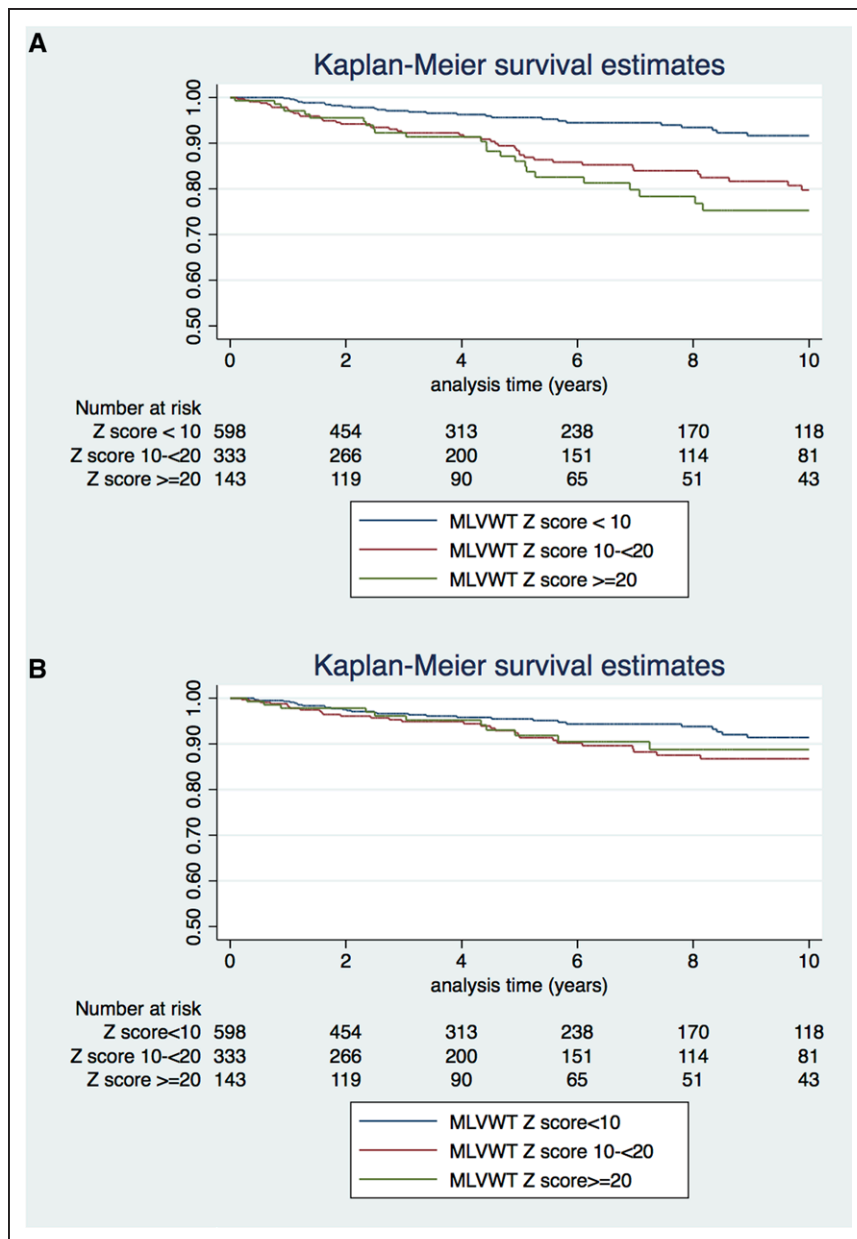 A
Kaplan-Meier survival estimates
1.00
0.90
0.80
0.70
0.60
0.50
0 2 4 6 8 10
analysis time (years)
Number at risk
Z score < 10 598 454 313 238 170 118
Z score 10-<20 333 266 200 151 114 81
Z score >=20 143 119 90 65 51 43
MLVWT Z score < 10
MLVWT Z score 10-<20
MLVWT Z score >=20
B
Kaplan-Meier survival estimates
1.00
0.90
0.80
0.70
0.60
0.50
0 2 4 6 8 10
analysis time (years)
Number at risk
Z score<10 598 454 313 238 170 118
Z score 10-<20 333 266 200 151 114 81
Z score >=20 143 119 90 65 51 43
MLVWT Z score<10
MLVWT Z score 10-<20
MLVWT Z score>=20